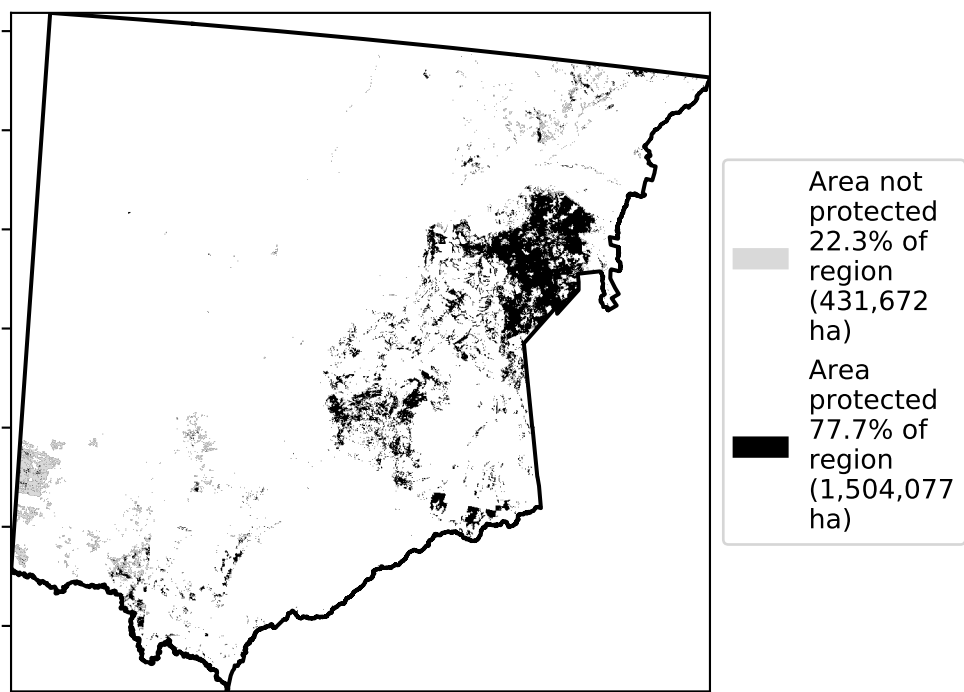 Area not
protected
22.3% of
region
(431,672
ha)
Area
protected
77.7% of
region
(1,504,077
ha)